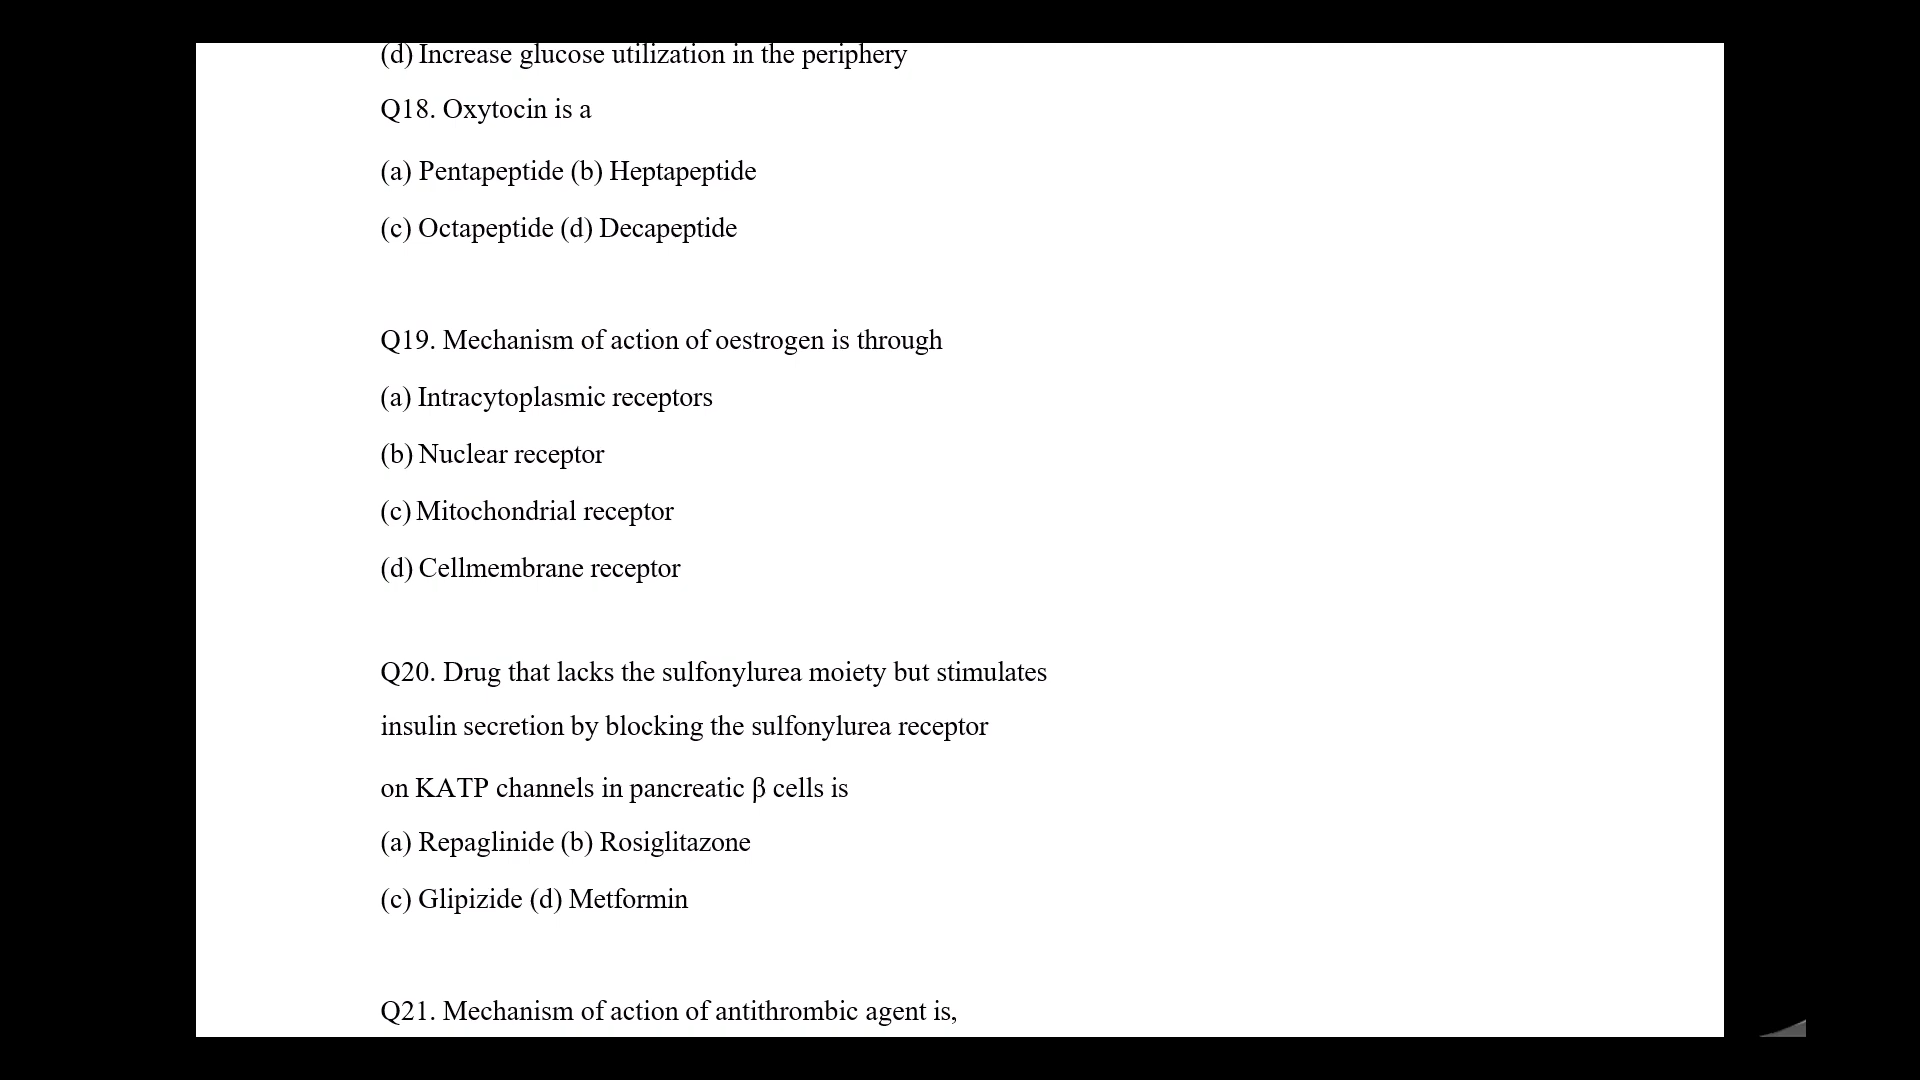 (d) Increase glucose utilization in the periphery
Q18. Oxytocin is a
(a) Pentapeptide (b) Heptapeptide
(c) Octapeptide (d) Decapeptide
Q19. Mechanism of action of oestrogen is through
(a) Intracytoplasmic receptors
(b) Nuclear receptor
(c) Mitochondrial receptor
(d) Cellmembrane receptor
Q20. Drug that lacks the sulfonylurea moiety but stimulates
insulin secretion by blocking the sulfonylurea receptor
on KATP channels in pancreatic β cells is
(a) Repaglinide (b) Rosiglitazone
(c) Glipizide (d) Metformin
Q21. Mechanism of action of antithrombic agent is,